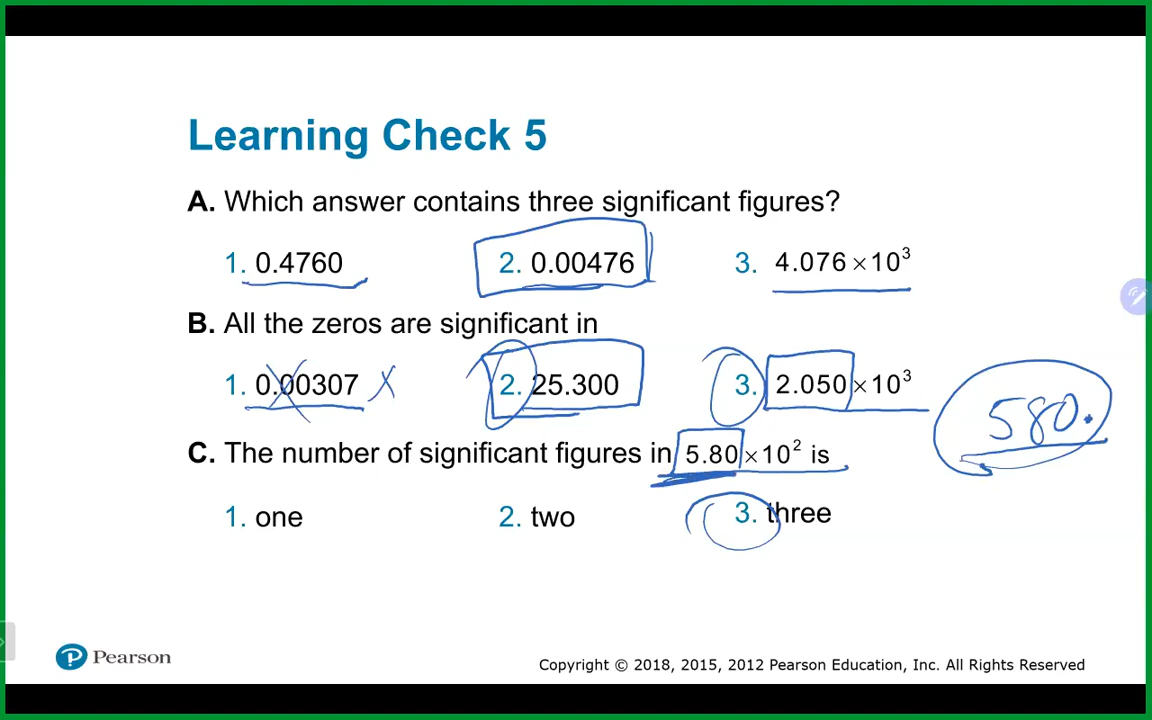 Learning Check 5
A. Which answer contains three significant figures?
1. 0.4760 2. 0.00476 3. 4.076 × 10³
B. All the zeros are significant in
1. 0.00307 2. 25.300 3. 2.050 × 10³
580.
C. The number of significant figures in 5.80 × 10² is
1. one 2. two 3. three
Pearson
Copyright © 2018, 2015, 2012 Pearson Education, Inc. All Rights Reserved